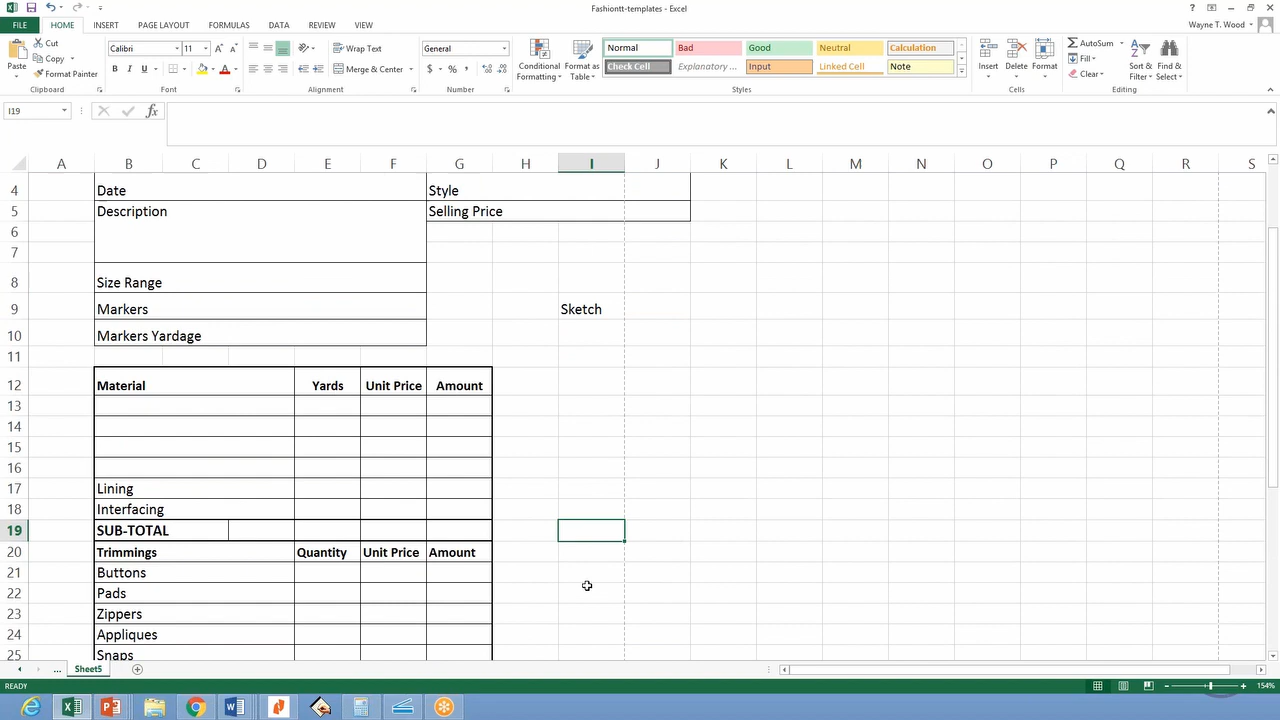 Fashiontt-templates - Excel
FILE HOME INSERT PAGE LAYOUT FORMULAS DATA REVIEW VIEW
Wayne T. Wood
Cut
Copy
Format Painter
Paste
Clipboard
Calibri 11
B I U
Font
Wrap Text
Merge & Center
Alignment
General
$ % ,
Number
Conditional Formatting
Format as Table
Normal Bad Good Neutral Calculation
Check Cell Explanatory ... Input Linked Cell Note
Styles
Insert Delete Format
Cells
AutoSum
Fill
Clear
Sort & Filter
Find & Select
Editing
I19
fx
A B C D E F G H I J K L M N O P Q R S
4 Date Style
5 Description Selling Price
6
7
8 Size Range
9 Markers Sketch
10 Markers Yardage
11
12 Material Yards Unit Price Amount
13
14
15
16
17 Lining
18 Interfacing
19 SUB-TOTAL
20 Trimmings Quantity Unit Price Amount
21 Buttons
22 Pads
23 Zippers
24 Appliques
25 Snaps
... Sheet5
READY
154%